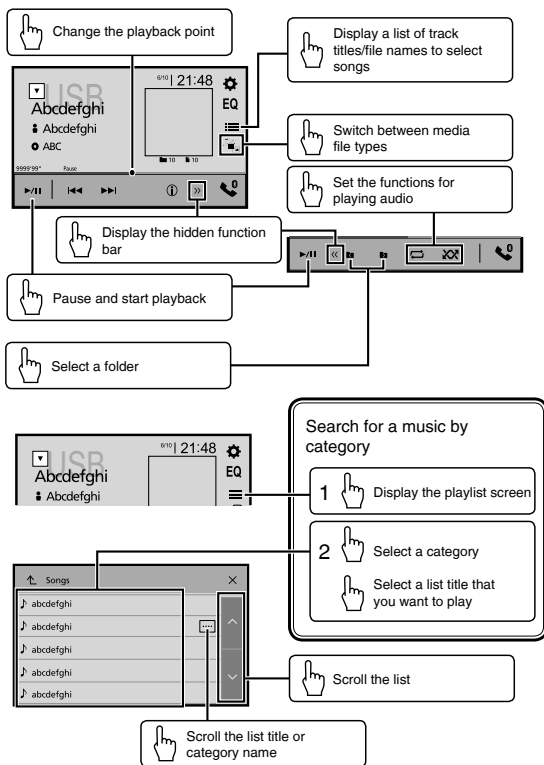 Change the playback point
Display a list of track
titles/file names to select
songs
USB
6/10 | 21:48
Abcdefghi
EQ
Abcdefghi
ABC
10 10
9999'99" Pause
Switch between media
file types
Set the functions for
playing audio
Display the hidden function
bar
Pause and start playback
Select a folder
Search for a music by
category
1 Display the playlist screen
2 Select a category
Select a list title that
you want to play
USB
6/10 | 21:48
Abcdefghi
EQ
Abcdefghi
Songs
abcdefghi
abcdefghi
abcdefghi
abcdefghi
abcdefghi
Scroll the list
Scroll the list title or
category name